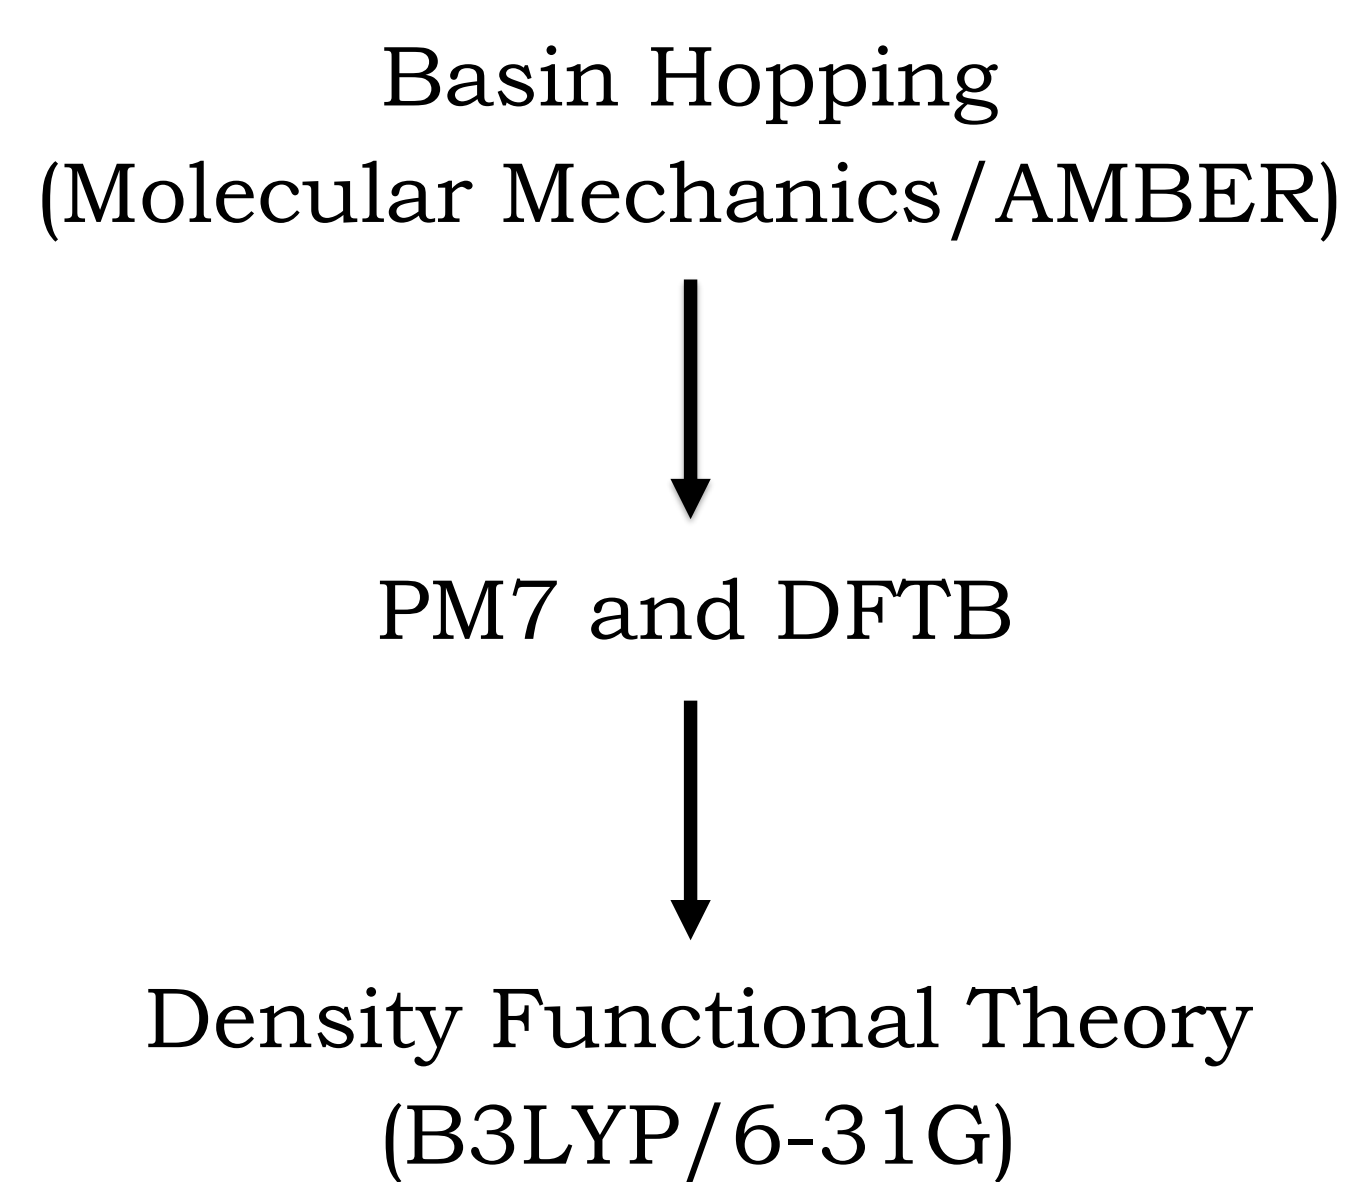 Basin Hopping
(Molecular Mechanics/AMBER)
PM7 and DFTB
Density Functional Theory
(B3LYP/6-31G)